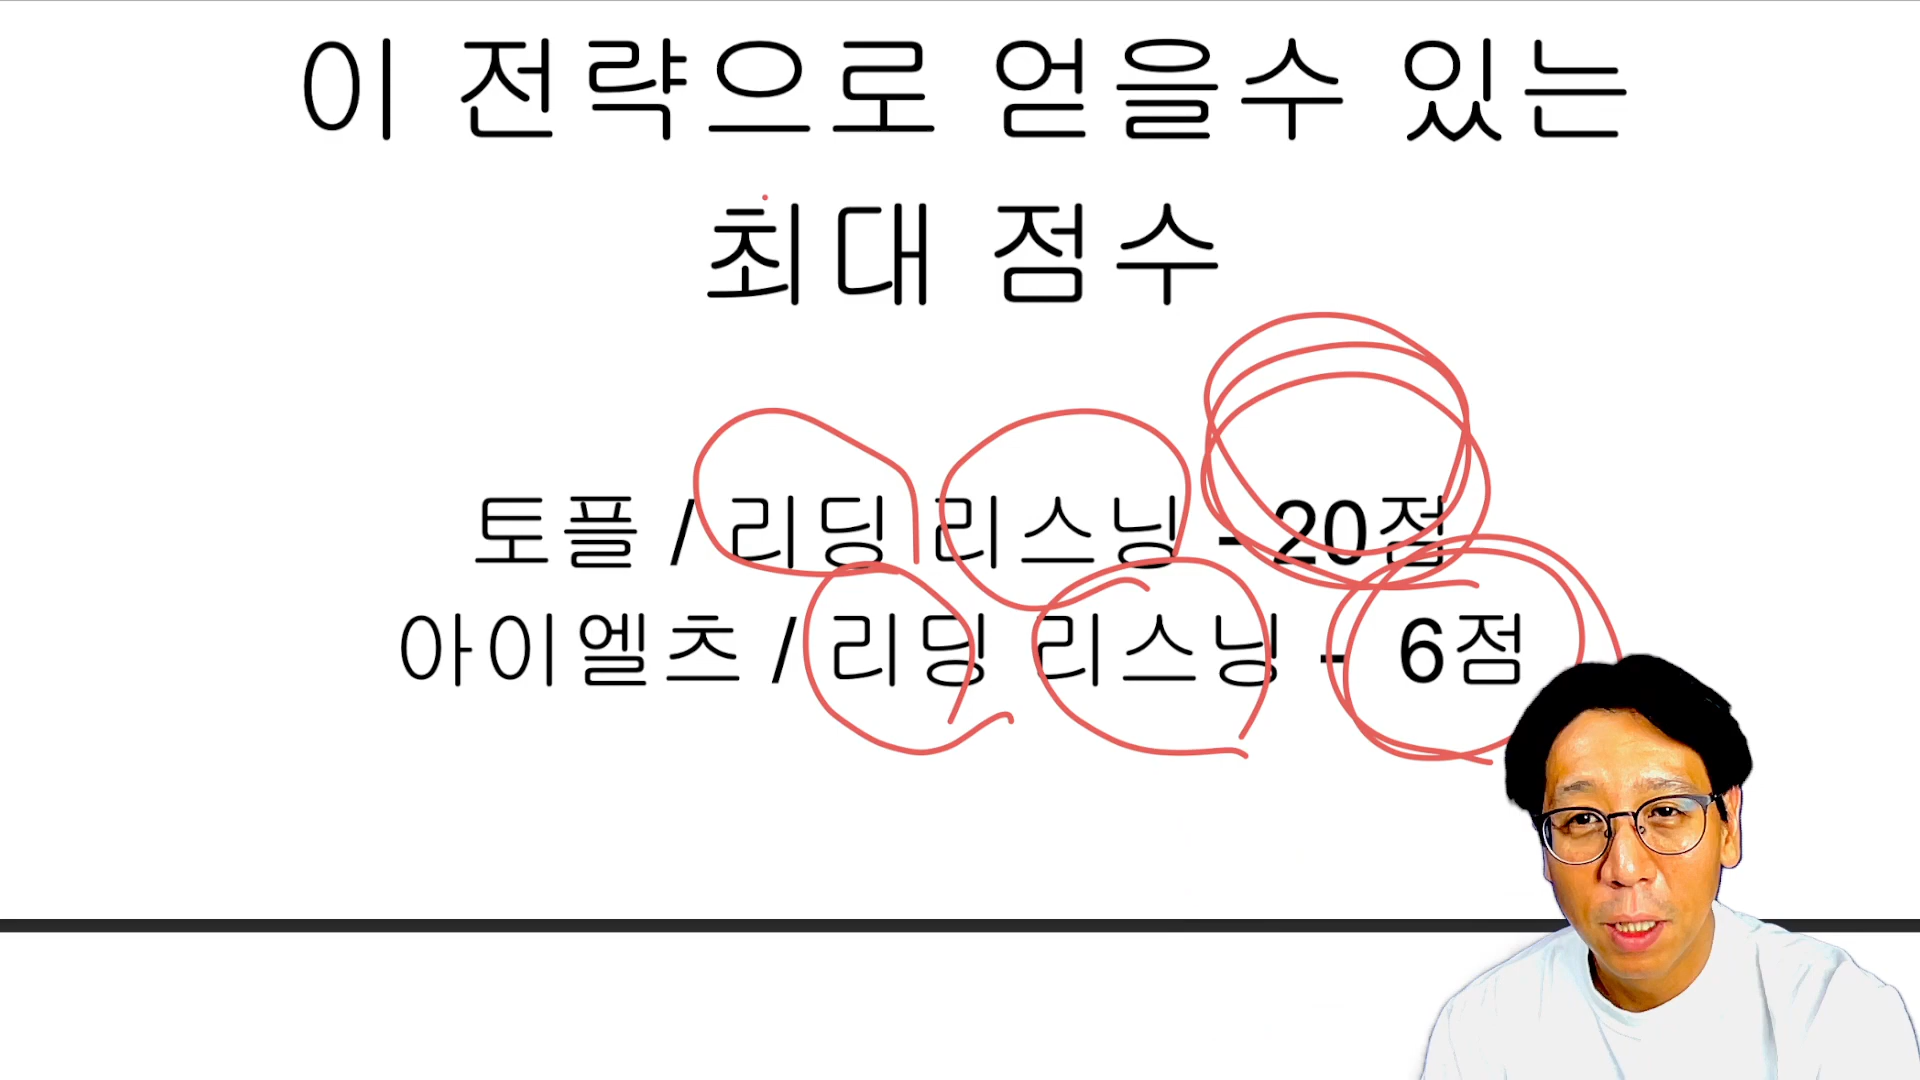 이 전략으로 얻을수 있는
최대 점수
토플 / 리딩 리스닝 - 20점
아이엘츠 / 리딩 리스닝 - 6점